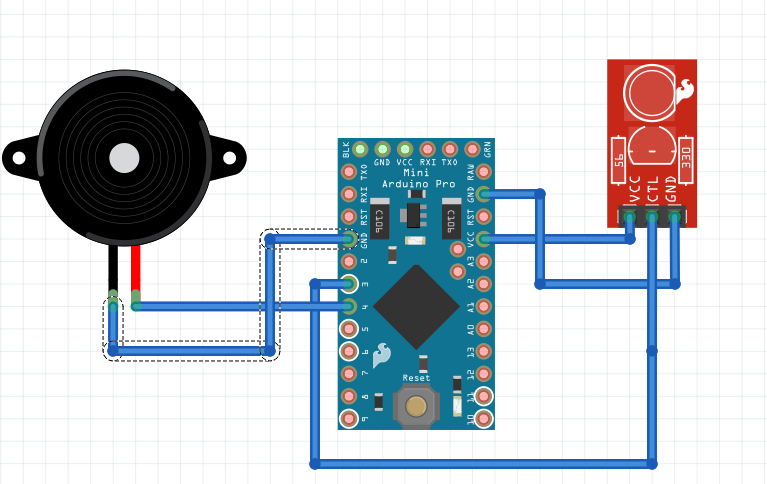 BLK
GRN
GND VCC RXI TXO
Mini
Arduino Pro
TXO
RXI
RST
GND
2
3
4
5
6
7
8
9
RAW
GND
RST
VCC
A3
A2
A1
A0
13
12
11
10
C1D6
C1D6
Reset
56
330
VCC
CTL
GND